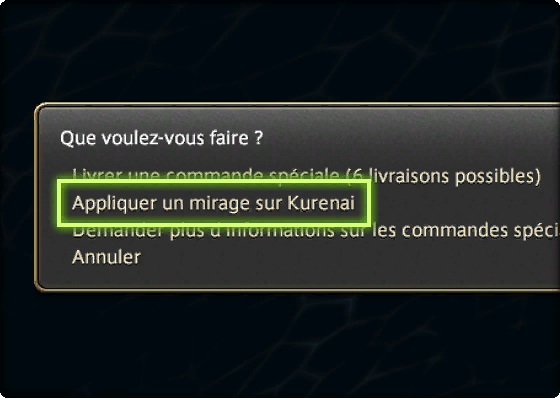 Que voulez-vous faire ?
Livrer une commande spéciale (6 livraisons possibles)
Appliquer un mirage sur Kurenai
Demander plus d'informations sur les commandes spéci
Annuler